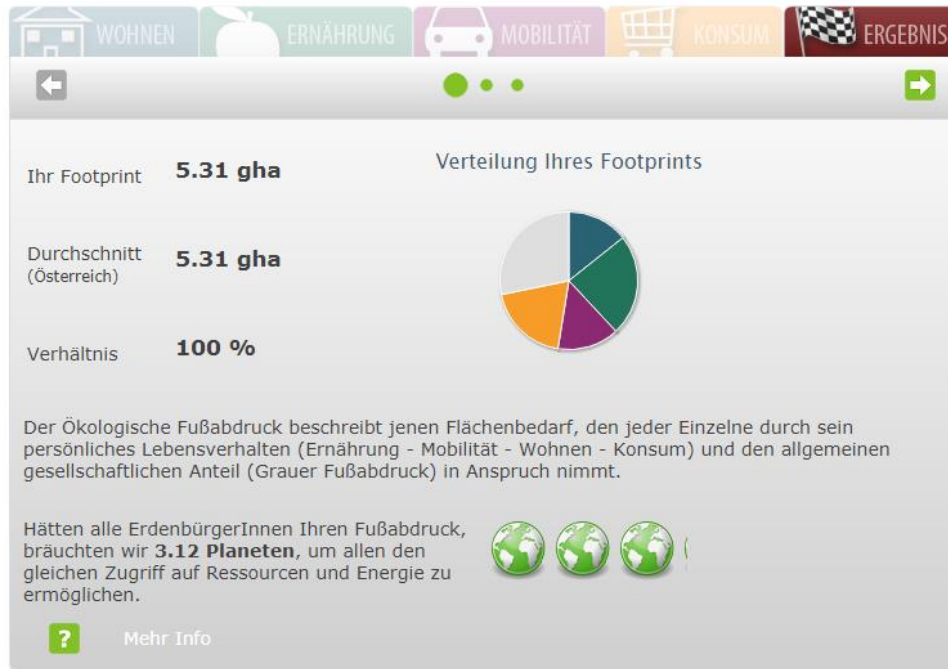 WOHNEN
ERNÄHRUNG
MOBILITÄT
KONSUM
ERGEBNIS
Ihr Footprint 5.31 gha
Verteilung Ihres Footprints
Durchschnitt
(Österreich)
5.31 gha
Verhältnis 100 %
Der Ökologische Fußabdruck beschreibt jenen Flächenbedarf, den jeder Einzelne durch sein
persönliches Lebensverhalten (Ernährung - Mobilität - Wohnen - Konsum) und den allgemeinen
gesellschaftlichen Anteil (Grauer Fußabdruck) in Anspruch nimmt.
Hätten alle ErdenbürgerInnen Ihren Fußabdruck,
bräuchten wir 3.12 Planeten, um allen den
gleichen Zugriff auf Ressourcen und Energie zu
ermöglichen.
? Mehr Info